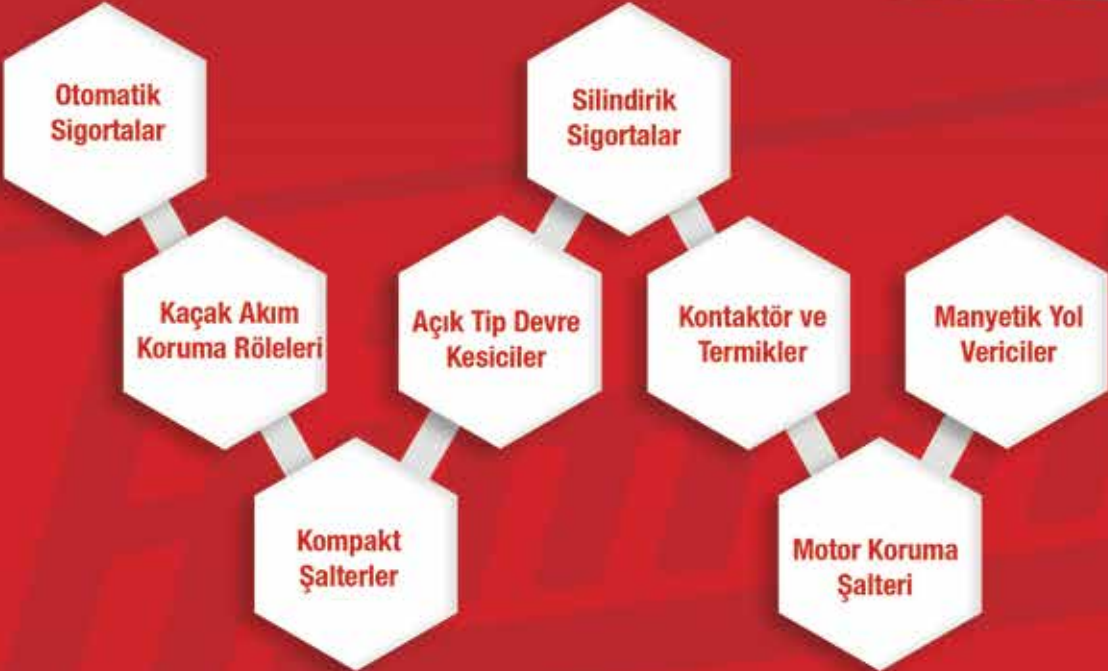 Otomatik
Sigortalar
Silindirik
Sigortalar
Kaçak Akım
Koruma Röleleri
Açık Tip Devre
Kesiciler
Kontaktör ve
Termikler
Manyetik Yol
Vericiler
Kompakt
Şalterler
Motor Koruma
Şalteri